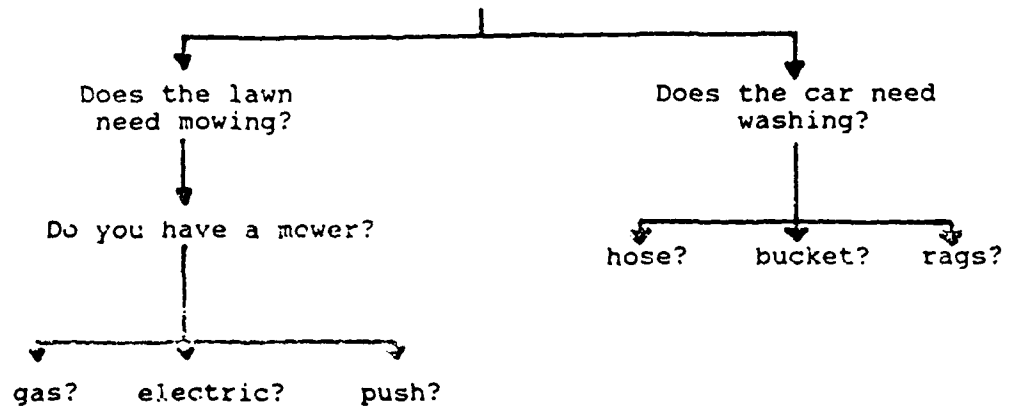 Does the lawn
need mowing?
Does the car need
washing?
Do you have a mower?
hose? bucket? rags?
gas? electric? push?